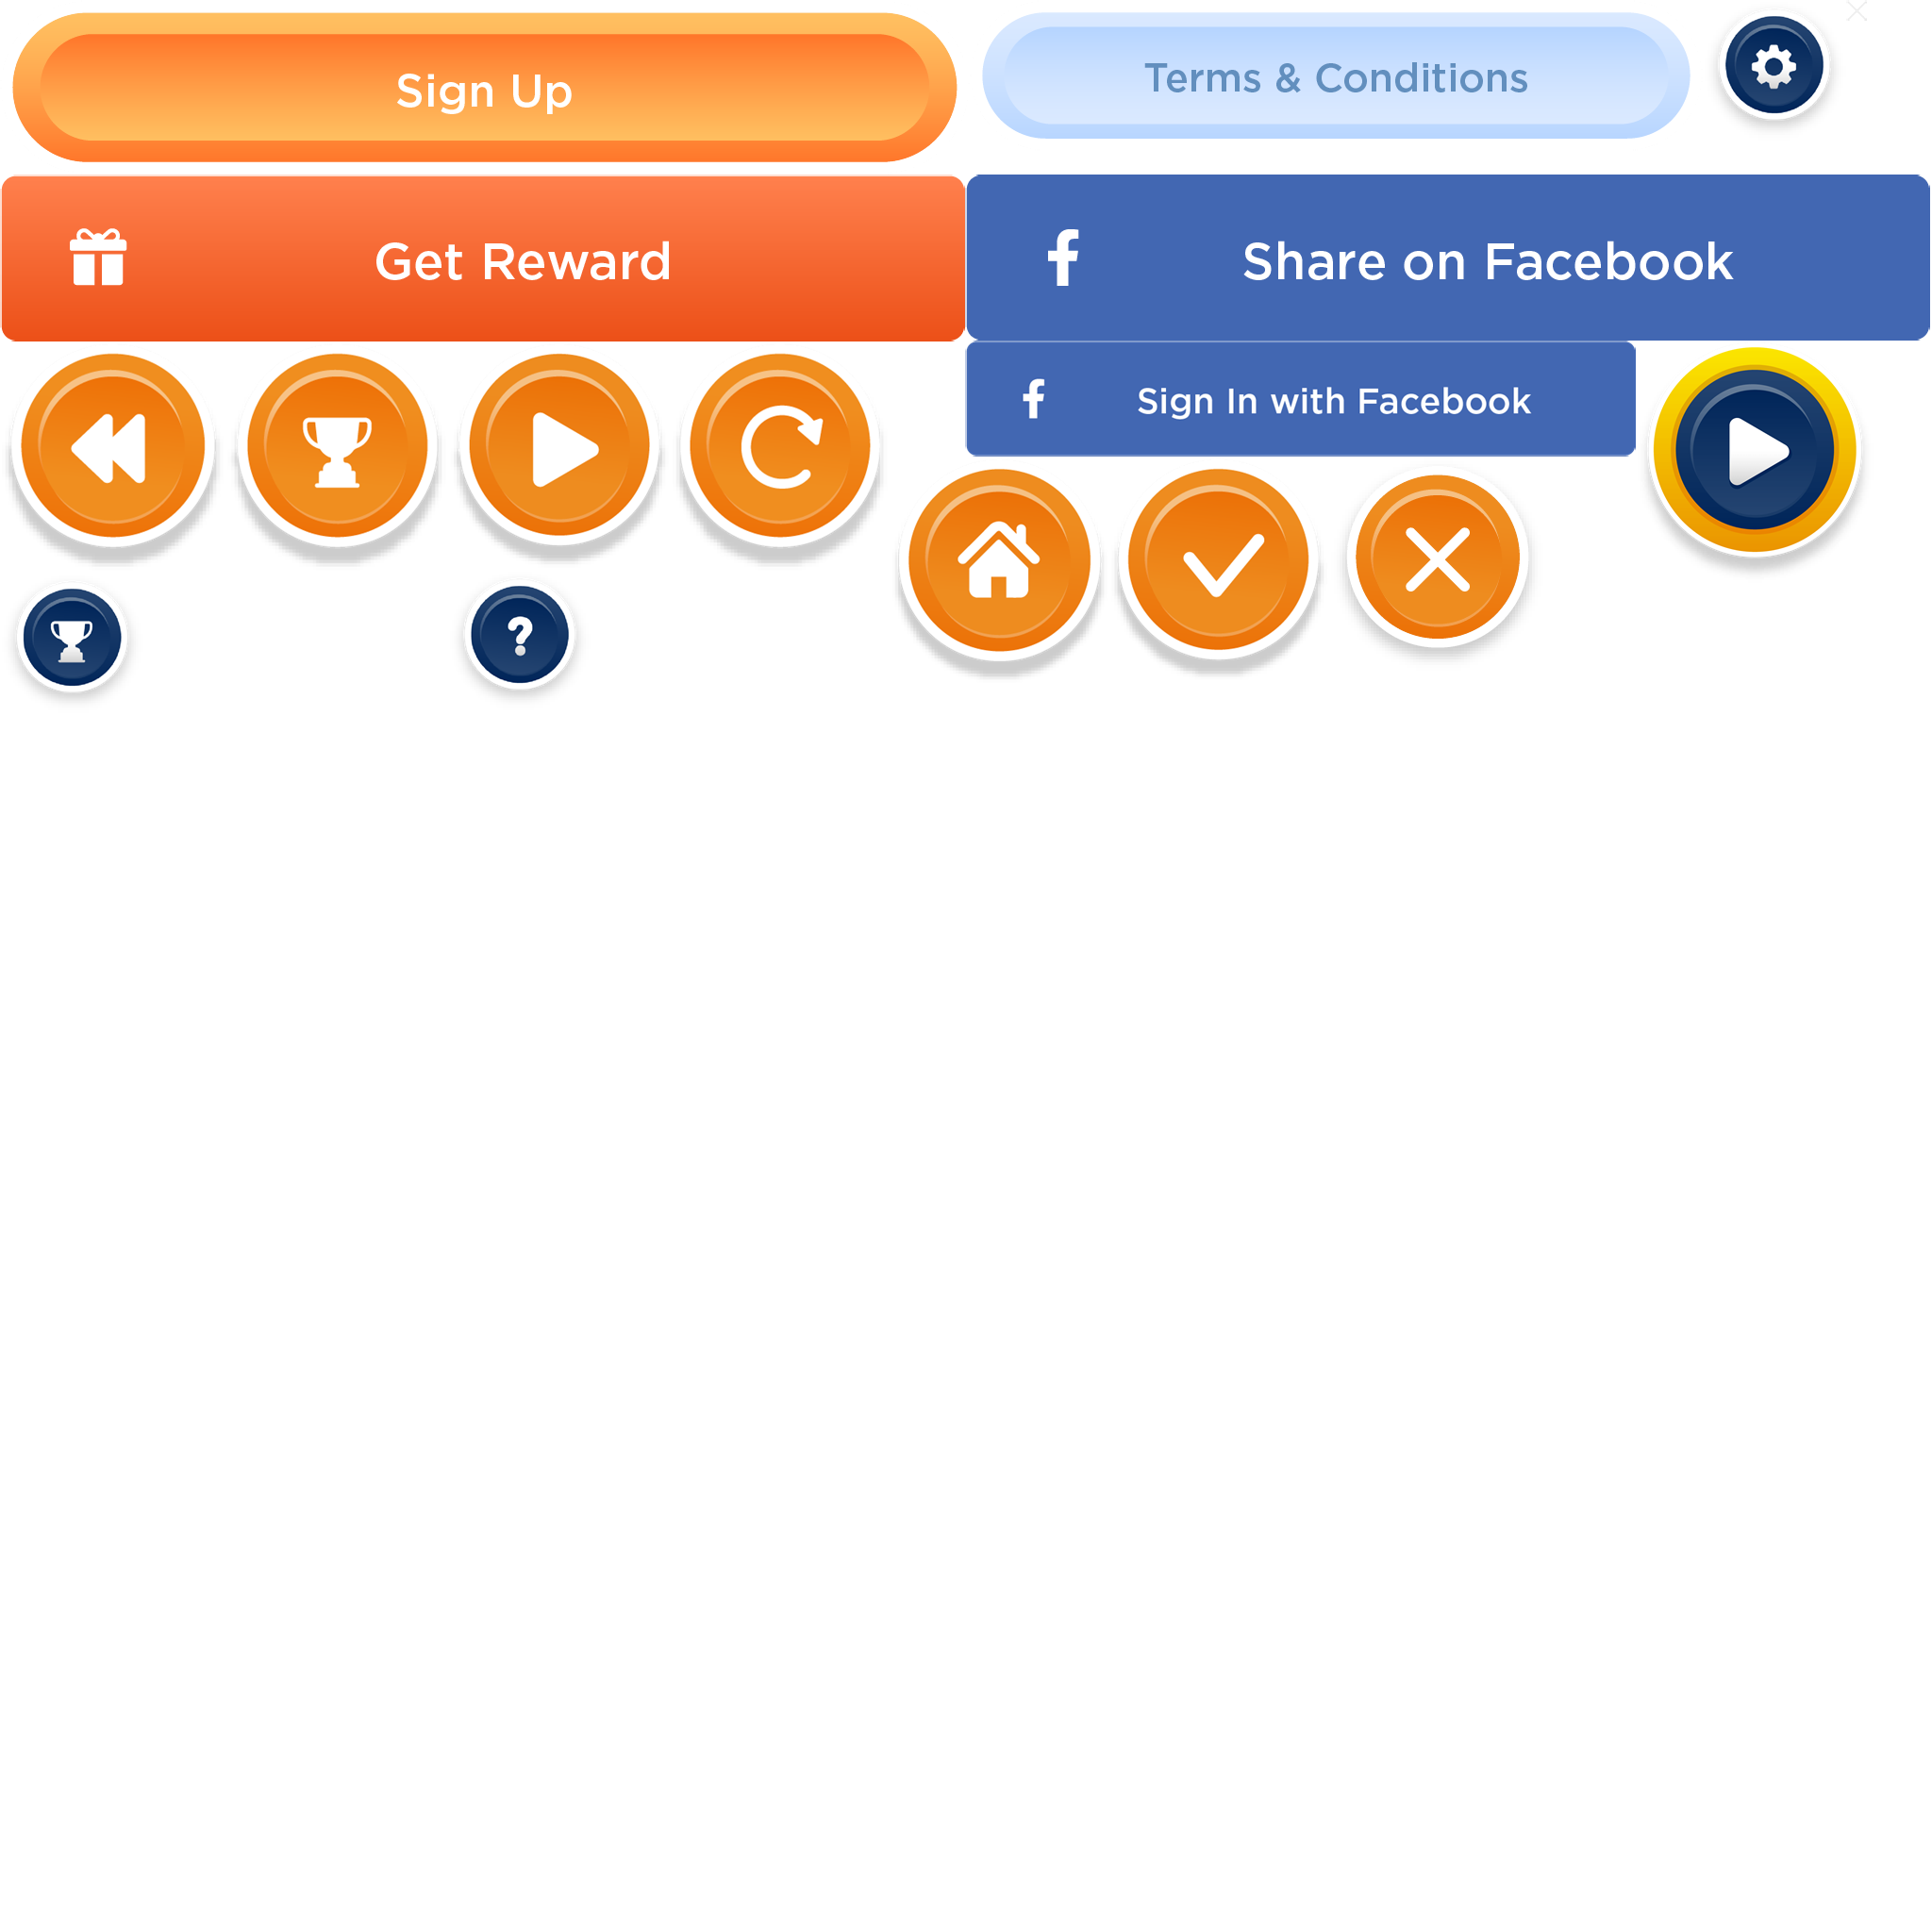 Sign Up
Terms & Conditions
Get Reward
Share on Facebook
Sign In with Facebook
?